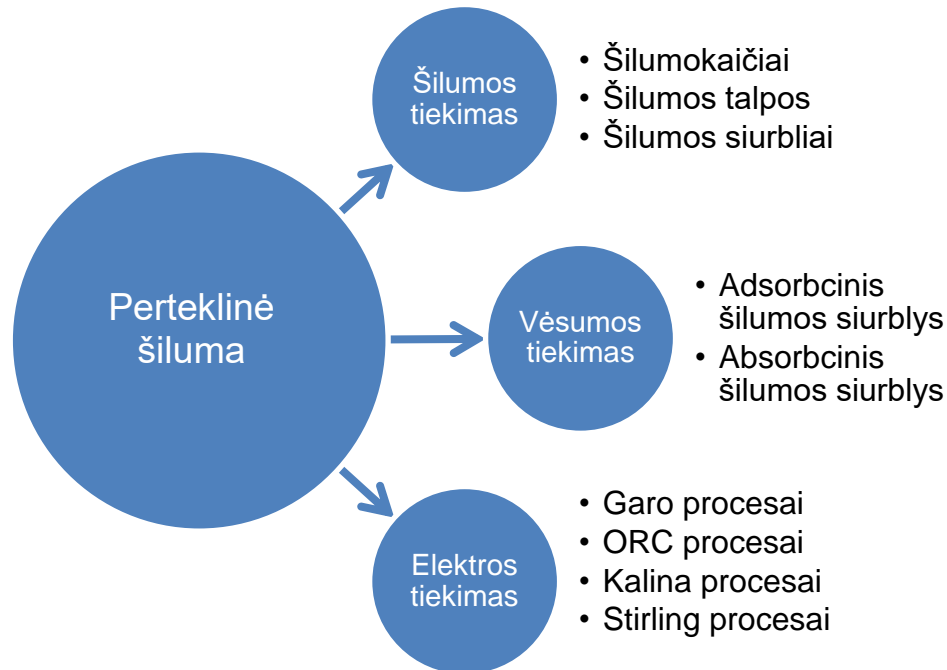 Perteklinė
šiluma
Šilumos
tiekimas
• Šilumokaičiai
• Šilumos talpos
• Šilumos siurbliai
Vėsumos
tiekimas
• Adsorbcinis
šilumos siurblys
• Absorbcinis
šilumos siurblys
Elektros
tiekimas
• Garo procesai
• ORC procesai
• Kalina procesai
• Stirling procesai